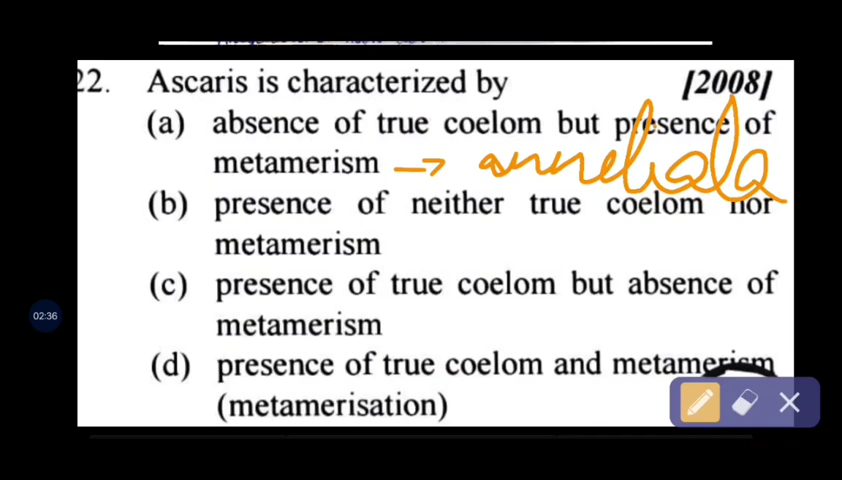 22. Ascaris is characterized by [2008]
(a) absence of true coelom but presence of
metamerism → annelida
(b) presence of neither true coelom nor
metamerism
(c) presence of true coelom but absence of
metamerism
02:36
(d) presence of true coelom and metamerism
(metamerisation)